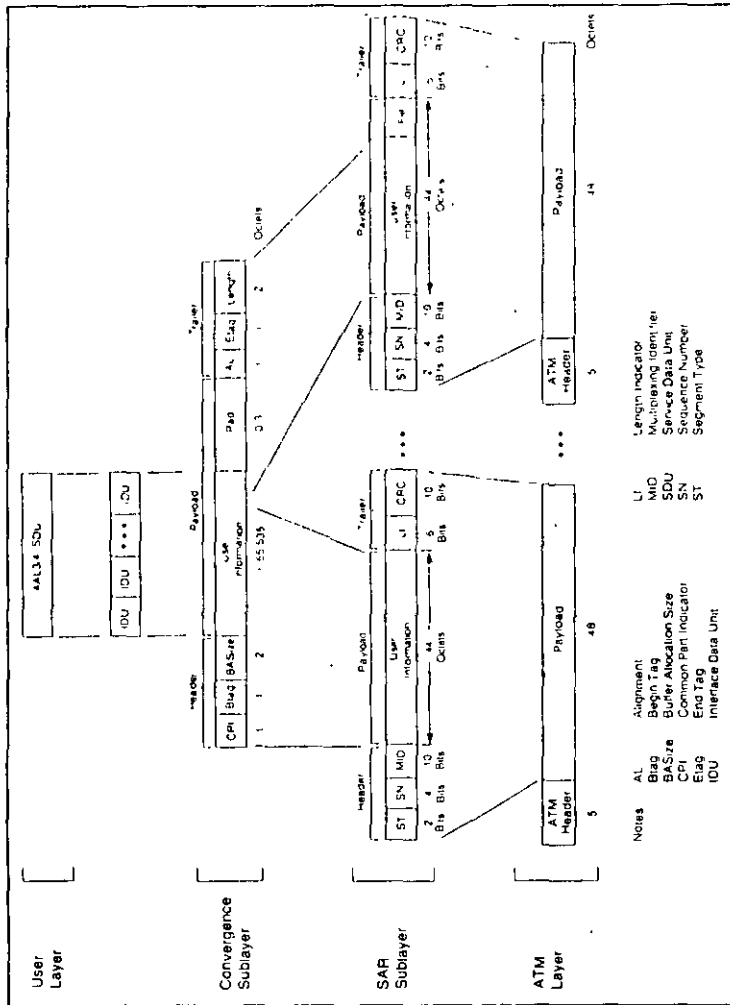 User
Layer
AAL3/4 SDU
IDU IDU ••• IDU
Convergence
Sublayer
Header Payload Trailer
CPI Btag BASize User Information Pad AL Etag Length
1 1 2 0-3 1 1 2 Octets
SAR
Sublayer
Header Payload Trailer ••• Header Payload Trailer
ST SN MID User Information LI CRC ST SN MID User Information CRC
2 Bits 4 Bits 10 Bits 44 Octets 6 Bits 10 Bits 2 Bits 4 Bits 10 Bits 44 Octets Bits 10 Bits
ATM
Layer
ATM Header Payload ••• ATM Header Payload
5 48 5 Octets
Notes
AL Alignment
Btag Begin Tag
BASize Buffer Allocation Size
CPI Common Part Indicator
Etag End Tag
IDU Interface Data Unit
LI Length Indicator
MID Multiplexing Identifier
SDU Service Data Unit
SN Sequence Number
ST Segment Type